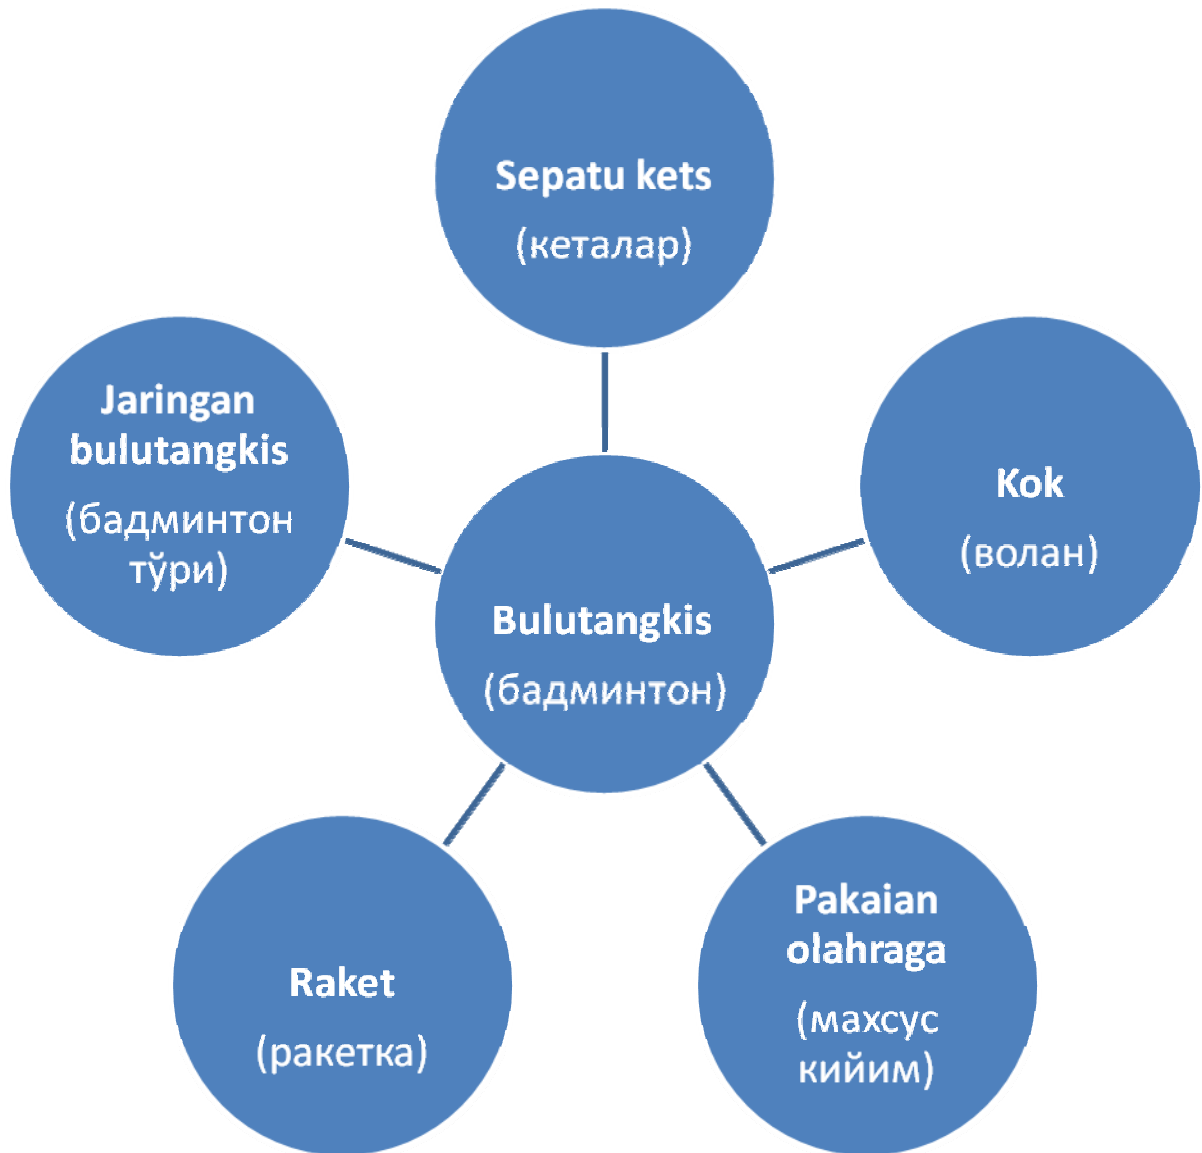 Sepatu kets
(кеталар)
Jaringan
bulutangkis
(бадминтон
тўри)
Kok
(волан)
Bulutangkis
(бадминтон)
Raket
(ракетка)
Pakaian
olahraga
(махсус
кийим)